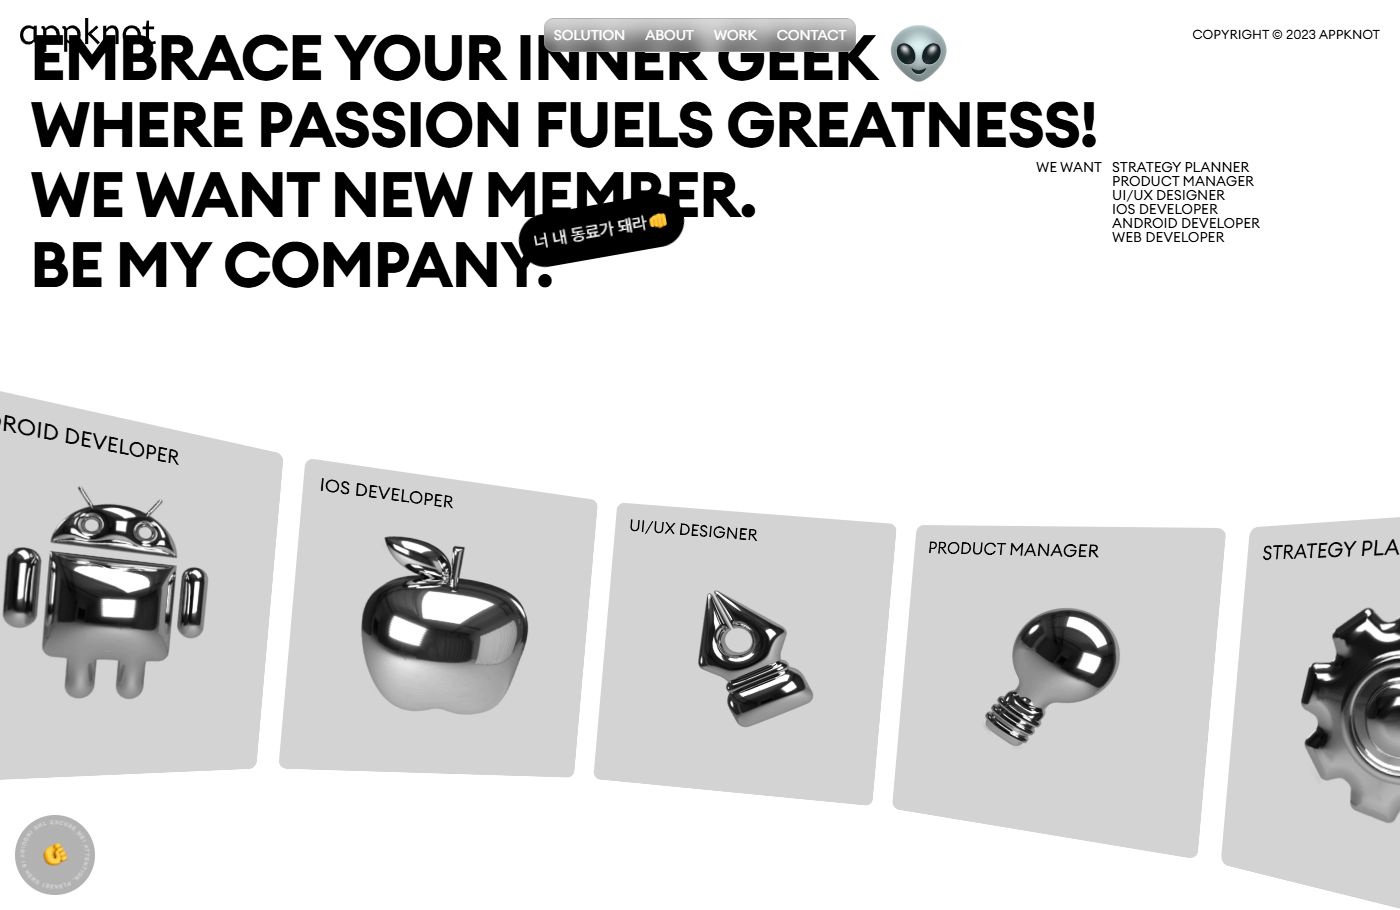 appknot
SOLUTION ABOUT WORK CONTACT
COPYRIGHT © 2023 APPKNOT
EMBRACE YOUR INNER GEEK 👽
WHERE PASSION FUELS GREATNESS!
WE WANT NEW MEMBER.
BE MY COMPANY.
너 내 동료가 돼라👊
WE WANT STRATEGY PLANNER
PRODUCT MANAGER
UI/UX DESIGNER
IOS DEVELOPER
ANDROID DEVELOPER
WEB DEVELOPER
DROID DEVELOPER
IOS DEVELOPER
UI/UX DESIGNER
PRODUCT MANAGER
STRATEGY PLA